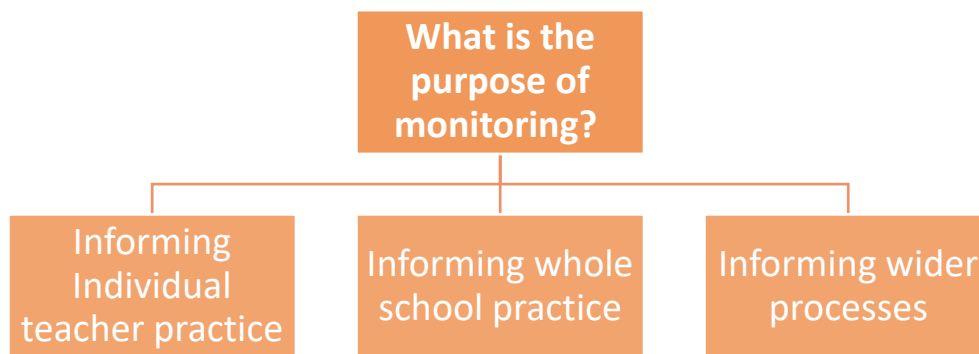 What is the
purpose of
monitoring?
Informing
Individual
teacher practice
Informing whole
school practice
Informing wider
processes